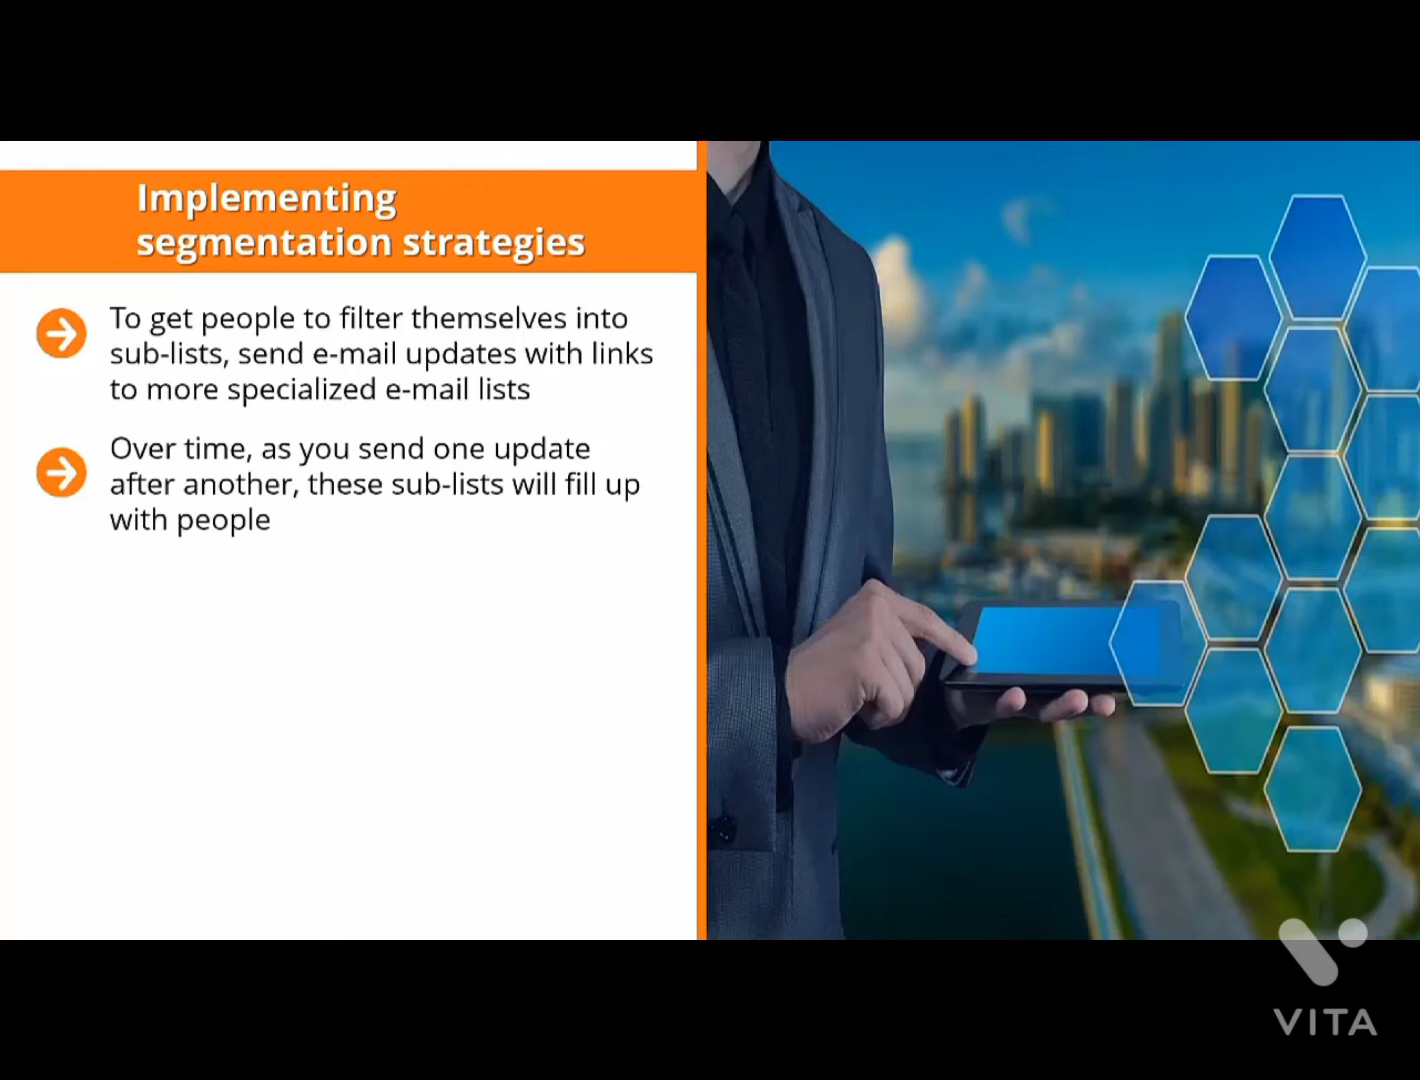 Implementing
segmentation strategies
To get people to filter themselves into
sub-lists, send e-mail updates with links
to more specialized e-mail lists
Over time, as you send one update
after another, these sub-lists will fill up
with people
VITA